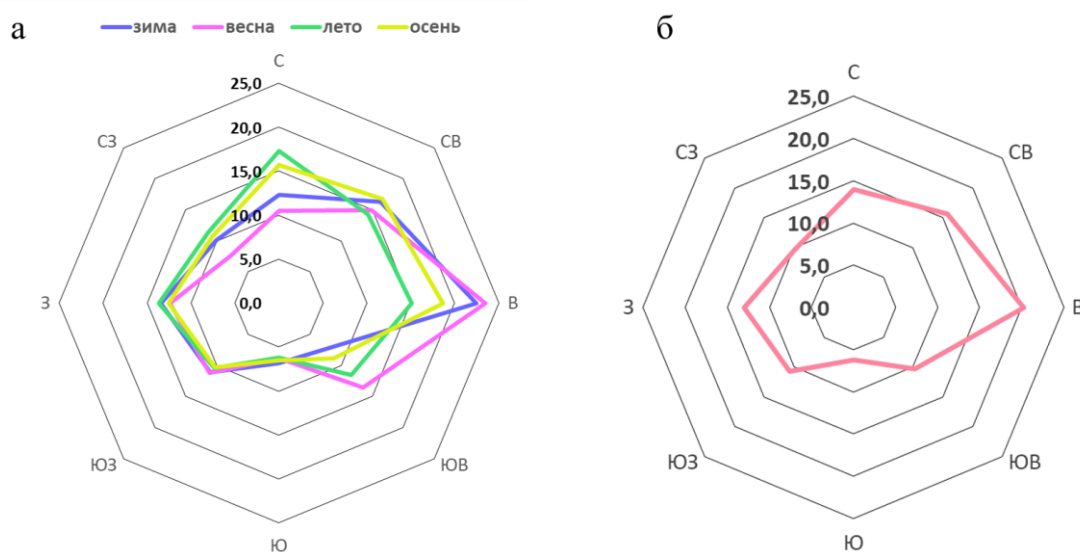 а
зима весна лето осень
С
25,0
20,0
15,0
10,0
5,0
0,0
СВ
В
ЮВ
Ю
ЮЗ
З
СЗ
б
С
25,0
20,0
15,0
10,0
5,0
0,0
СВ
В
ЮВ
Ю
ЮЗ
З
СЗ